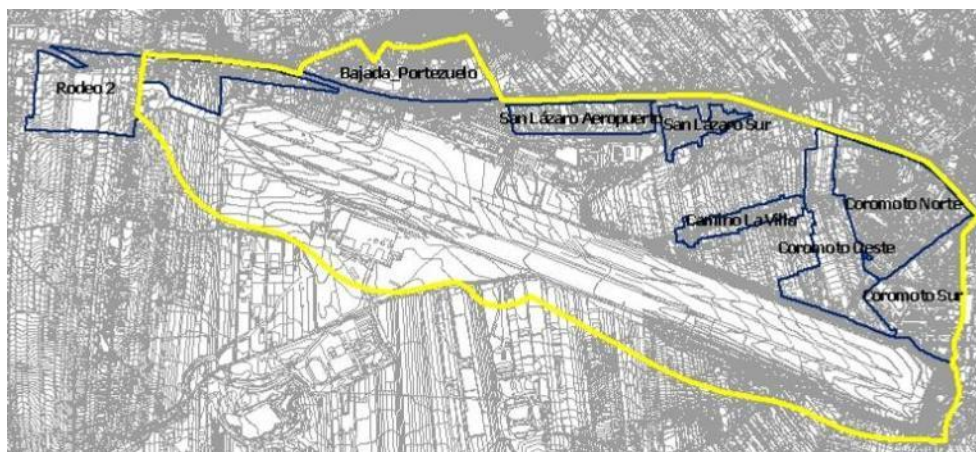 Bajada_Portezuelo
Rodeo 2
San Lázaro Aeropuerto
San Lázaro Sur
Coromoto Norte
Camino La Villa
Coromoto Oeste
Coromoto Sur